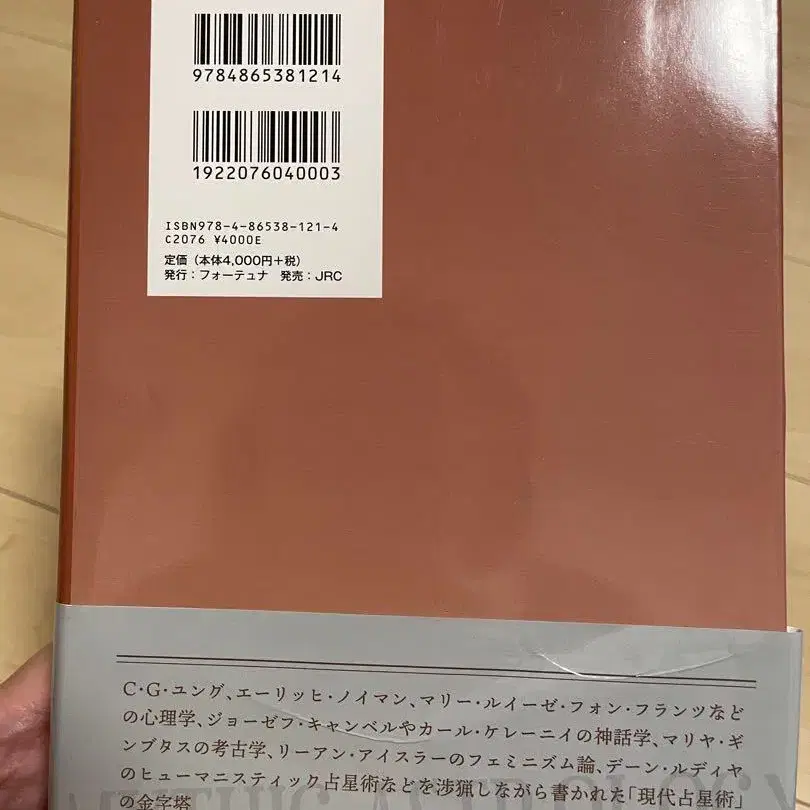 9784865381214
1922076040003
ISBN978-4-86538-121-4
C2076 ¥4000E
定価（本体4,000円＋税）
発行：フォーテュナ　発売：JRC
C・G・ユング、エーリッヒ・ノイマン、マリー・ルイーゼ・フォン・フランツなど
の心理学、ジョーゼフ・キャンベルやカール・ケレーニイの神話学、マリヤ・ギ
ンブタスの考古学、リーアン・アイスラーのフェミニズム論、デーン・ルディヤ
のヒューマニスティック占星術などを渉猟しながら書かれた「現代占星術」
の金字塔